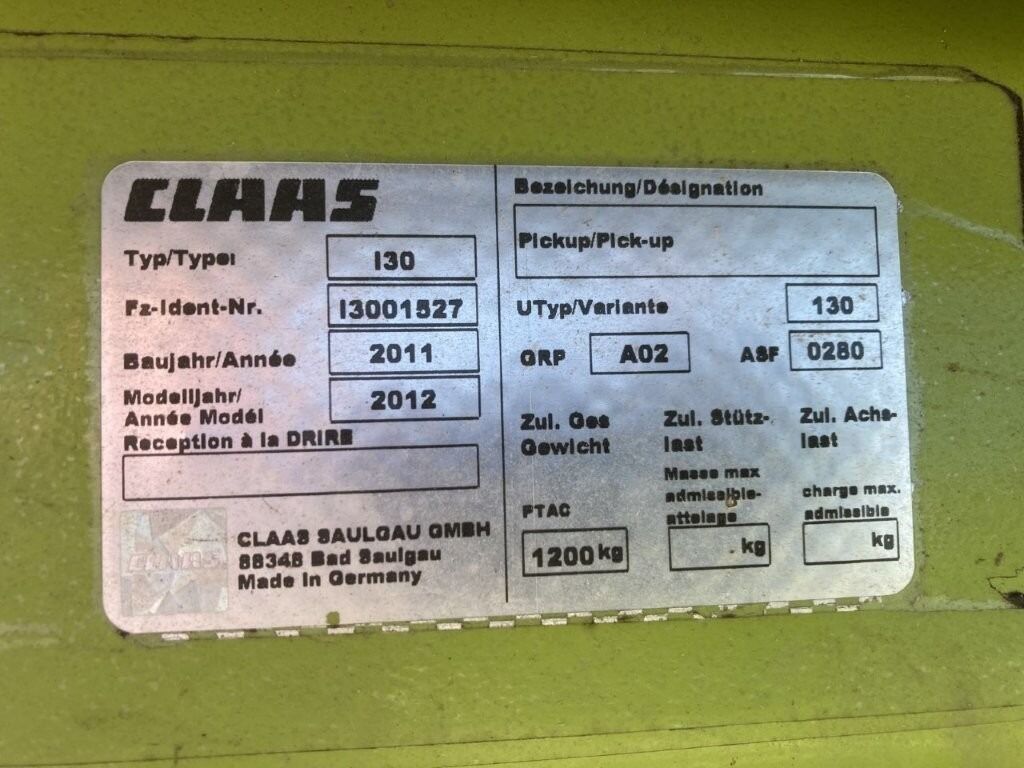 CLAAS
Typ/Type: I30
Fz-Ident-Nr. I3001527
Baujahr/Année 2011
Modelljahr/
Année Modél 2012
Reception à la DRIRE
CLAAS SAULGAU GMBH
88348 Bad Saulgau
Made in Germany
CLAAS
Bezeichung/Désignation
Pickup/Pick-up
UTyp/Variante 130
GRP A02 ASF 0280
Zul. Ges Zul. Stütz- Zul. Achs-
Gewicht last last
Masse max
admissible- charge max.
PTAC attelage admissible
1200 kg kg kg